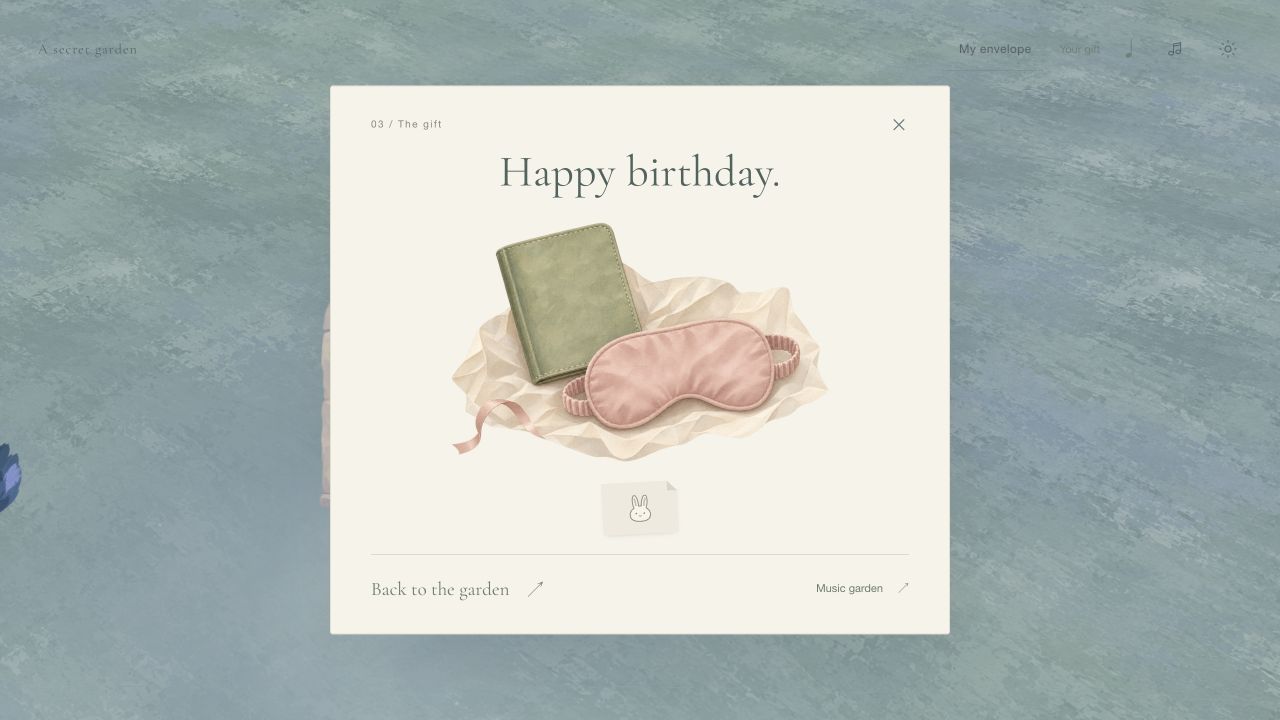 A secret garden
My envelope
Your gift
03 / The gift
Happy birthday.
Back to the garden
Music garden